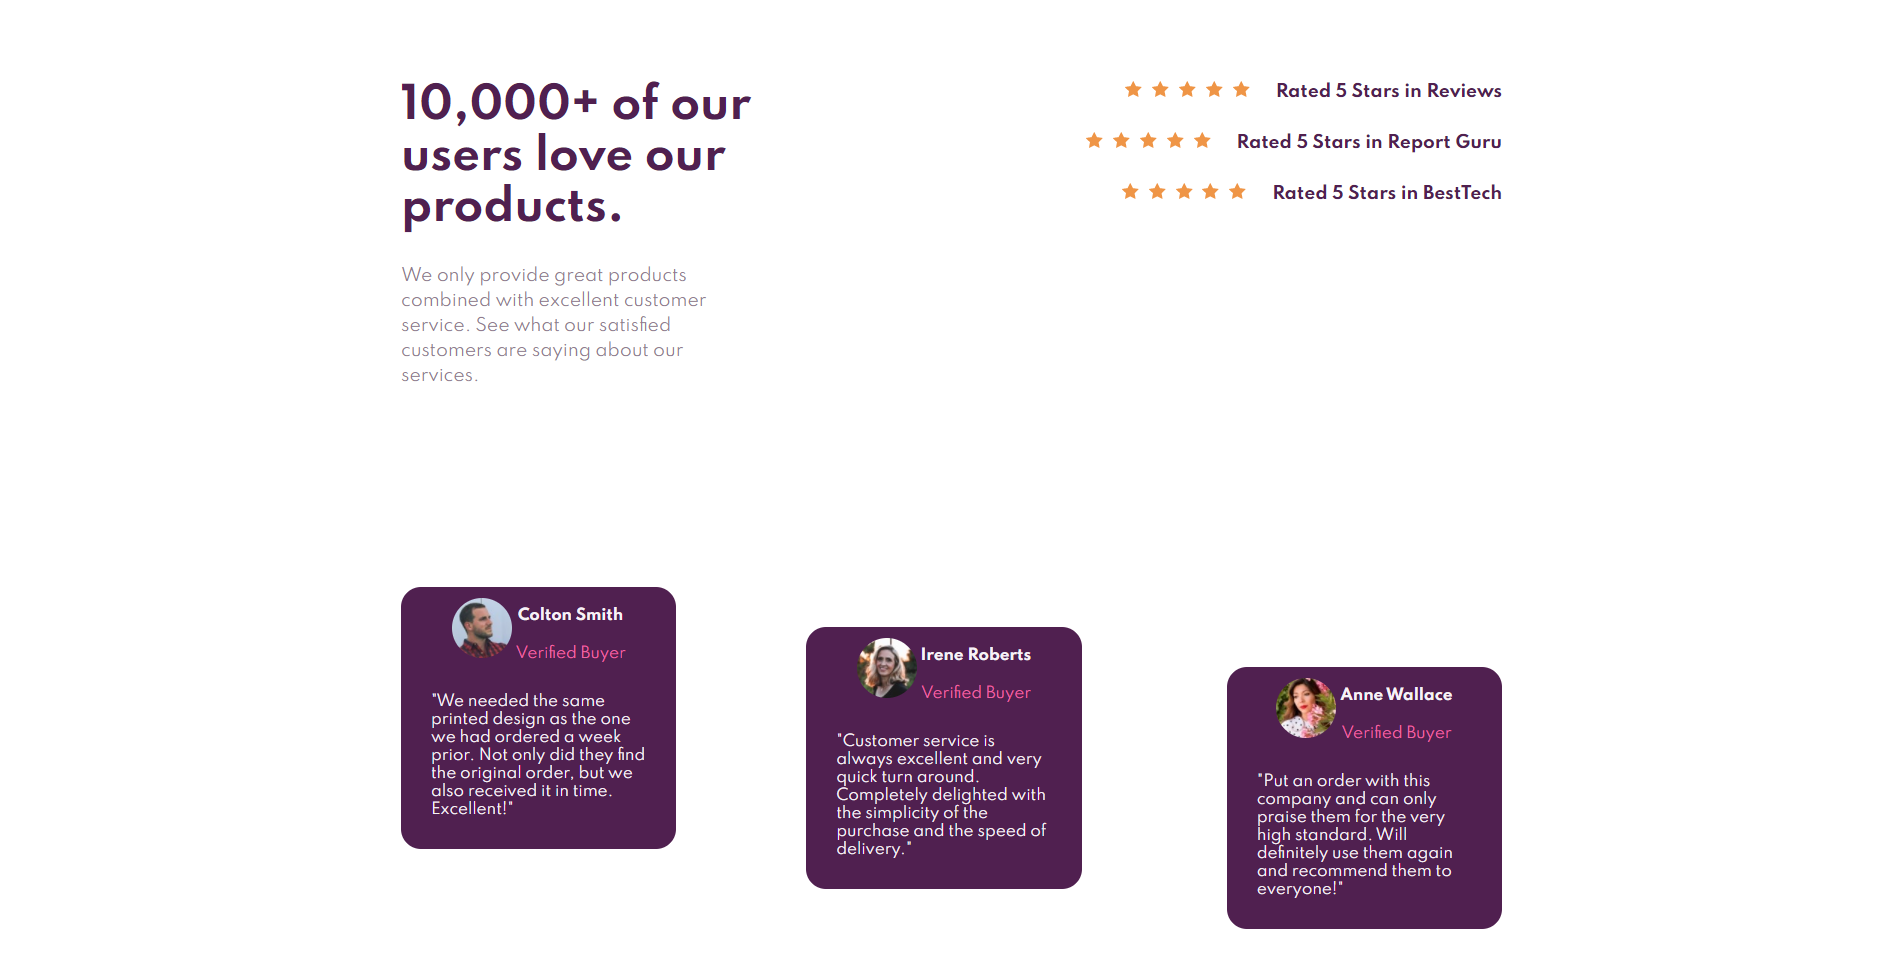 10,000+ of our
users love our
products.
We only provide great products
combined with excellent customer
service. See what our satisfied
customers are saying about our
services.
Rated 5 Stars in Reviews
Rated 5 Stars in Report Guru
Rated 5 Stars in BestTech
Colton Smith
Verified Buyer
"We needed the same
printed design as the one
we had ordered a week
prior. Not only did they find
the original order, but we
also received it in time.
Excellent!"
Irene Roberts
Verified Buyer
"Customer service is
always excellent and very
quick turn around.
Completely delighted with
the simplicity of the
purchase and the speed of
delivery."
Anne Wallace
Verified Buyer
"Put an order with this
company and can only
praise them for the very
high standard. Will
definitely use them again
and recommend them to
everyone!"